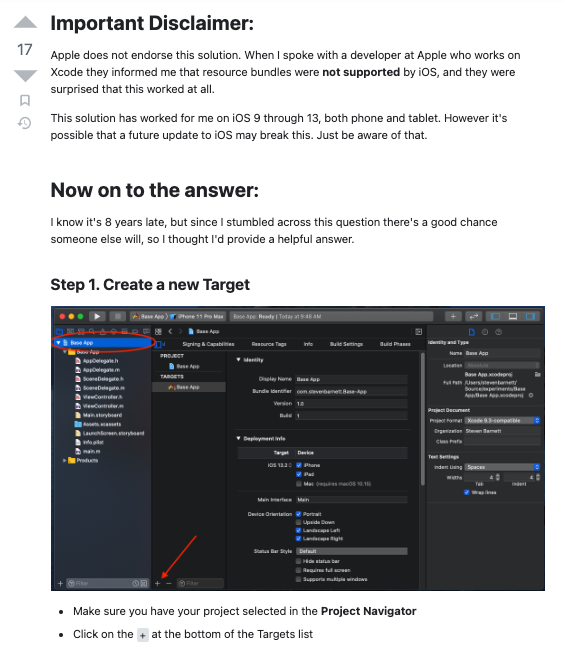 Important Disclaimer:
17
Apple does not endorse this solution. When I spoke with a developer at Apple who works on
Xcode they informed me that resource bundles were not supported by iOS, and they were
surprised that this worked at all.
This solution has worked for me on iOS 9 through 13, both phone and tablet. However it's
possible that a future update to iOS may break this. Just be aware of that.
Now on to the answer:
I know it's 8 years late, but since I stumbled across this question there's a good chance
someone else will, so I thought I'd provide a helpful answer.
Step 1. Create a new Target
Base App
iPhone 11 Pro Max
Base App: Ready | Today at 9:45 AM
Base App
Base App
Base App
AppDelegate.h
AppDelegate.m
SceneDelegate.h
SceneDelegate.m
ViewController.h
ViewController.m
Main.storyboard
Assets.xcassets
LaunchScreen.storyboard
Info.plist
main.m
Products
+ Filter
Signing & Capabilities Resource Tags Info Build Settings Build Phases
PROJECT
Base App
TARGETS
Base App
+ − Filter
Identity
Display Name Base App
Bundle Identifier com.stevenbarnett.Base-App
Version 1.0
Build 1
Deployment Info
Target Device
iOS 13.2 iPhone
iPad
Mac (requires macOS 10.15)
Main Interface Main
Device Orientation Portrait
Upside Down
Landscape Left
Landscape Right
Status Bar Style Default
Hide status bar
Requires full screen
Supports multiple windows
Identity and Type
Name Base App
Location
Base App.xcodeproj
Full Path /Users/stevenbarnett/
Source/experiments/Base
App/Base App.xcodeproj
Project Document
Project Format Xcode 9.3-compatible
Organization Steven Barnett
Class Prefix
Text Settings
Indent Using Spaces
Widths 4 4
Tab Indent
Wrap lines
• Make sure you have your project selected in the Project Navigator
• Click on the + at the bottom of the Targets list